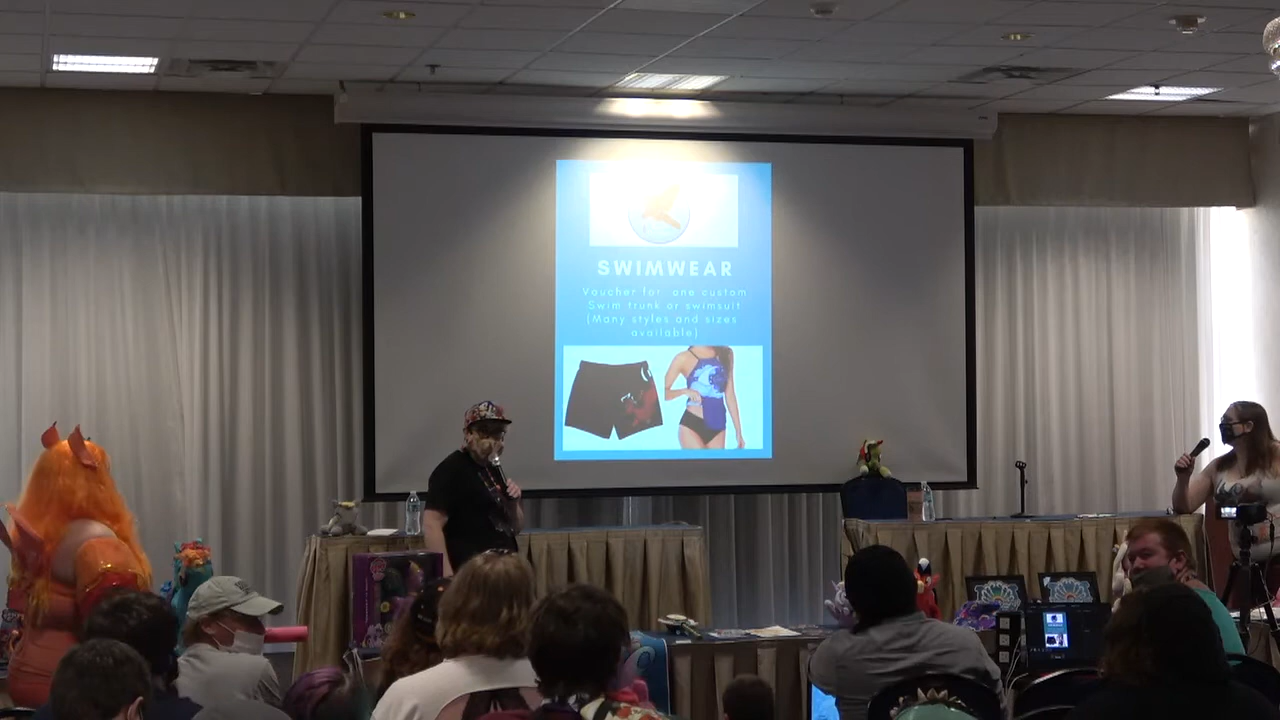 SWIMWEAR
Voucher for one custom
Swim trunk or swimsuit
(Many styles and sizes
available)